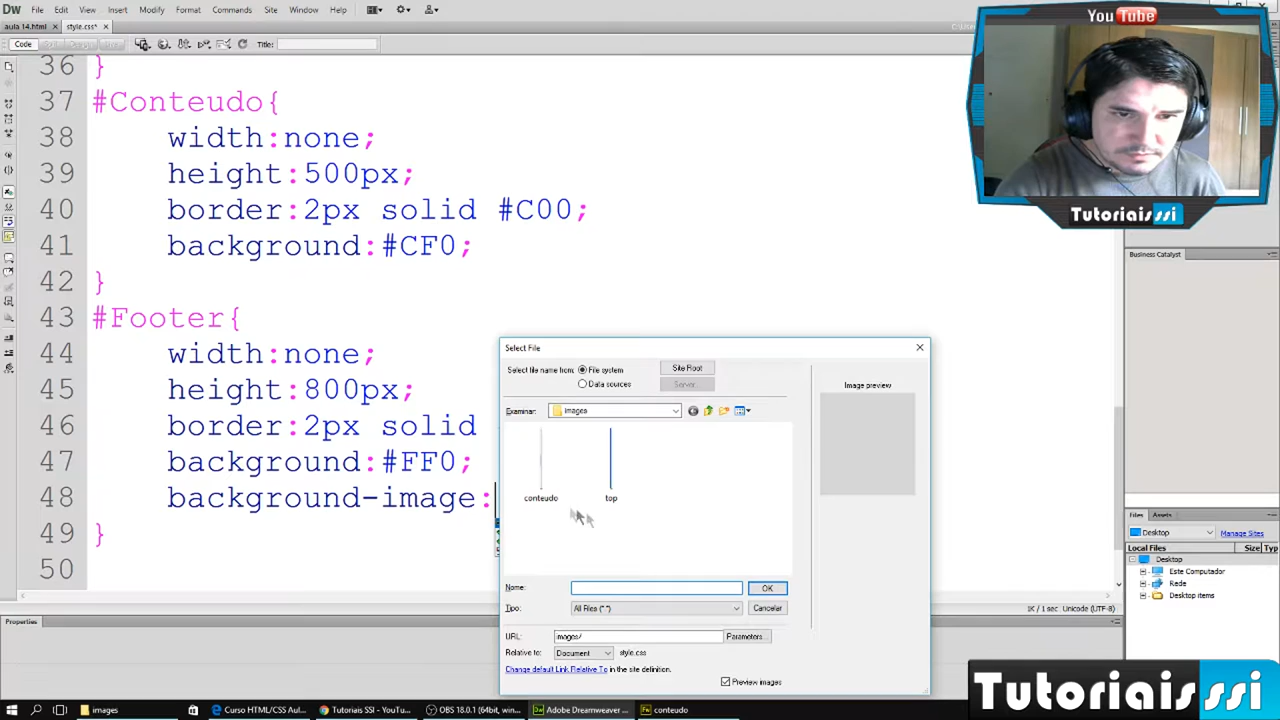 Dw File Edit View Insert Modify Format Commands Site Window Help
aula 14.html × style.css* ×
Code Title:
You Tube
36 }
37 #Conteudo{
38 width:none;
39 height:500px;
40 border:2px solid #C00;
41 background:#CF0;
42 }
43 #Footer{
44 width:none;
45 height:800px;
46 border:2px solid
47 background:#FF0;
48 background-image:
49 }
50
Tutoriais ssi
Select File
Select file name from: File system
Site Root
Data sources
Server...
Examinar: images
Image preview
conteudo
top
Name:
OK
Tipo: All Files (*.*)
Cancelar
URL: images/
Parameters...
Relative to: Document style.css
Change default Link Relative To in the site definition.
Preview images
Business Catalyst
Files Assets
Desktop Manage Sites
Local Files Size Typ
Desktop
Este Computador
Rede
Desktop items
1K / 1 sec. Unicode (UTF-8)
Properties
images
Curso HTML/CSS Aul...
Tutoriais SSI - YouTu...
OBS 18.0.1 (64bit, win...
Adobe Dreamweaver ...
conteudo
Tutoriais ssi